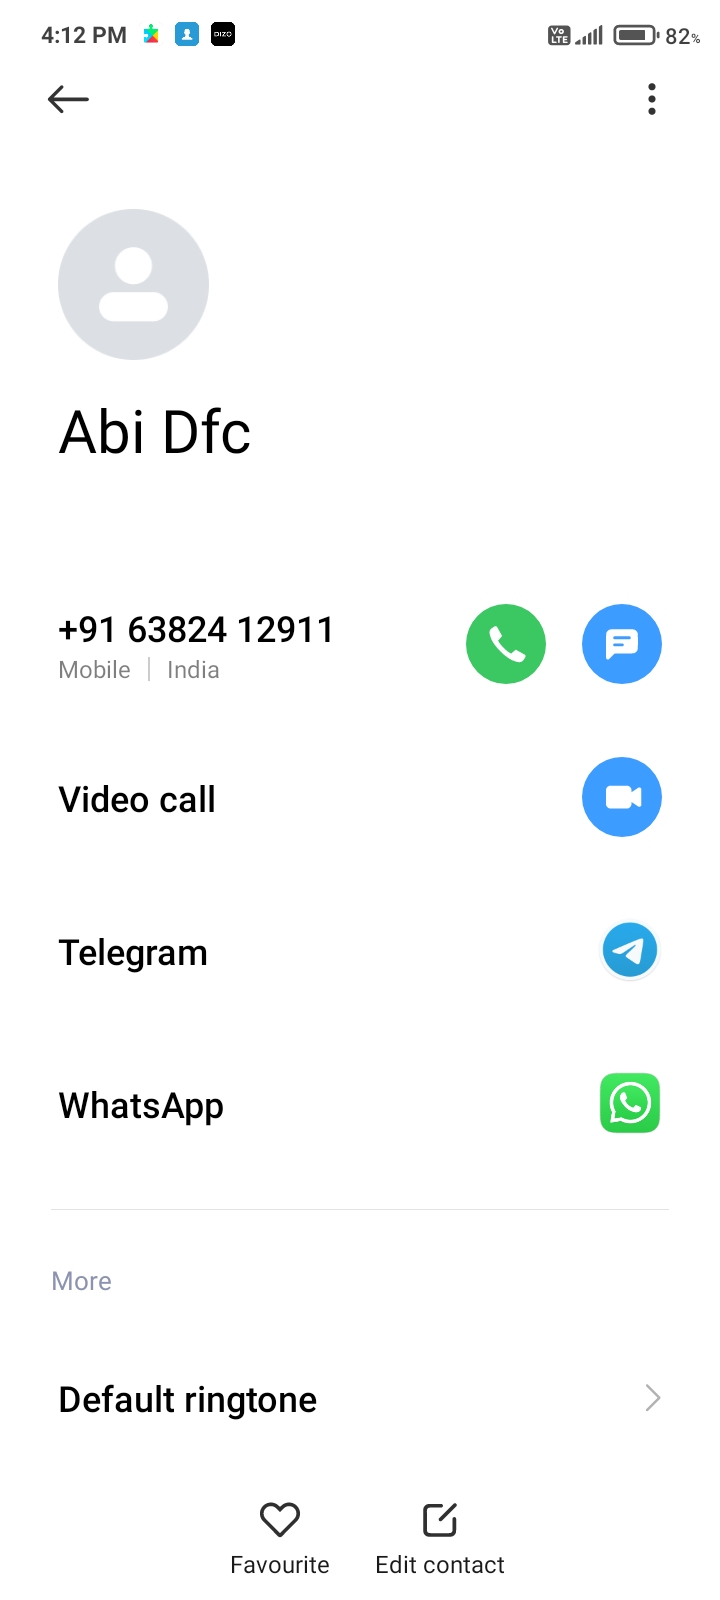 4:12 PM DIZO Vo LTE 82%
Abi Dfc
+91 63824 12911
Mobile | India
Video call
Telegram
WhatsApp
More
Default ringtone
Favourite Edit contact